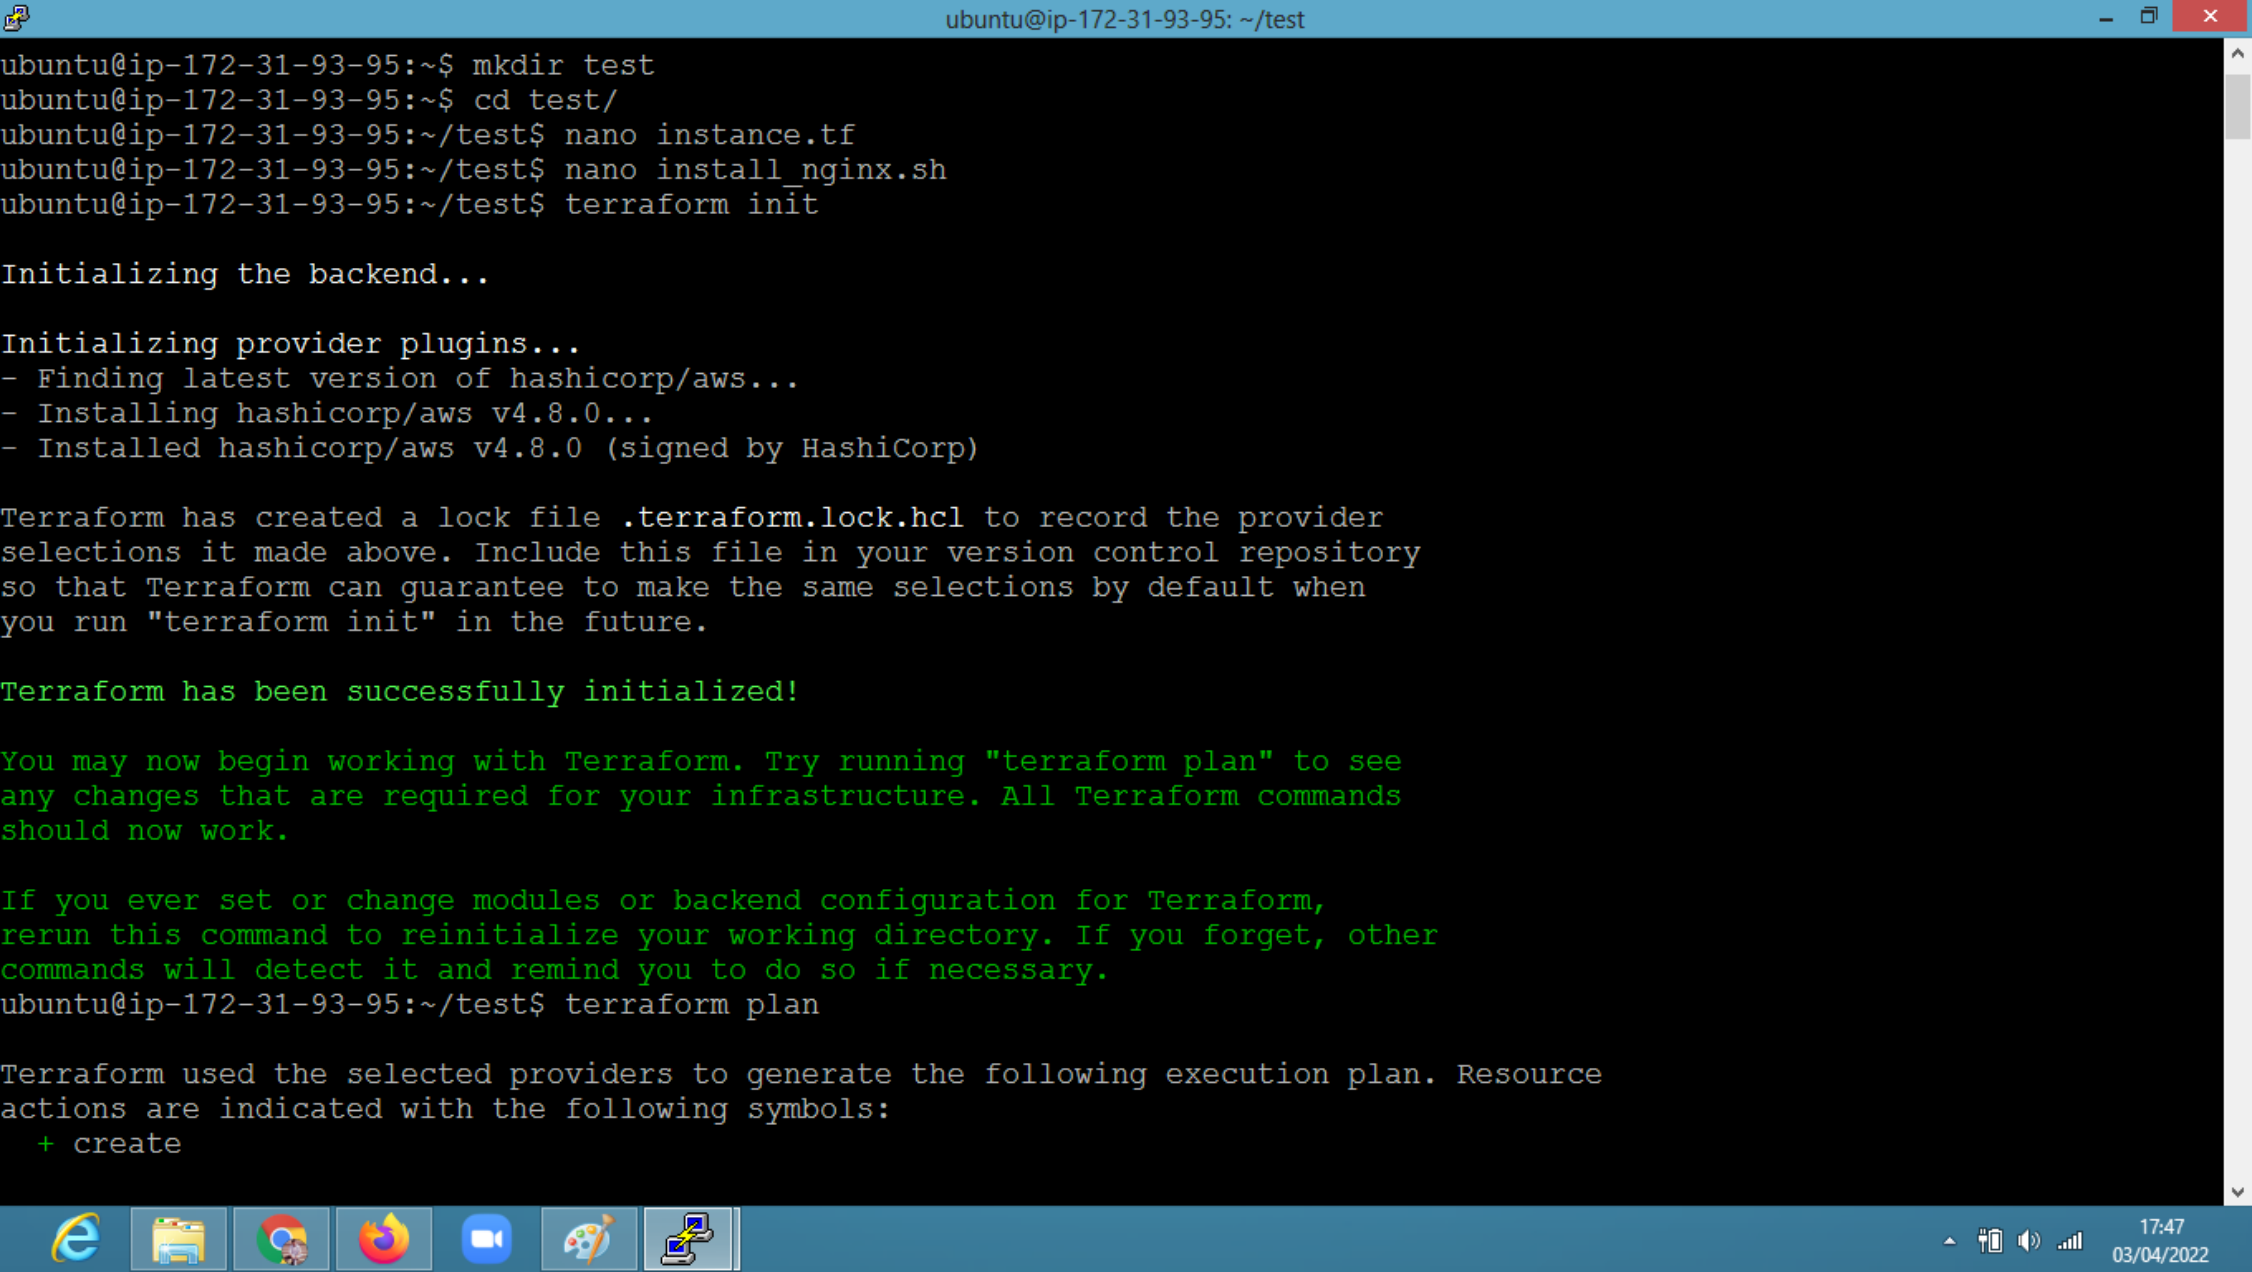 ubuntu@ip-172-31-93-95: ~/test
ubuntu@ip-172-31-93-95:~$ mkdir test
ubuntu@ip-172-31-93-95:~$ cd test/
ubuntu@ip-172-31-93-95:~/test$ nano instance.tf
ubuntu@ip-172-31-93-95:~/test$ nano install_nginx.sh
ubuntu@ip-172-31-93-95:~/test$ terraform init
Initializing the backend...
Initializing provider plugins...
- Finding latest version of hashicorp/aws...
- Installing hashicorp/aws v4.8.0...
- Installed hashicorp/aws v4.8.0 (signed by HashiCorp)
Terraform has created a lock file .terraform.lock.hcl to record the provider
selections it made above. Include this file in your version control repository
so that Terraform can guarantee to make the same selections by default when
you run "terraform init" in the future.
Terraform has been successfully initialized!
You may now begin working with Terraform. Try running "terraform plan" to see
any changes that are required for your infrastructure. All Terraform commands
should now work.
If you ever set or change modules or backend configuration for Terraform,
rerun this command to reinitialize your working directory. If you forget, other
commands will detect it and remind you to do so if necessary.
ubuntu@ip-172-31-93-95:~/test$ terraform plan
Terraform used the selected providers to generate the following execution plan. Resource
actions are indicated with the following symbols:
  + create
17:47
03/04/2022